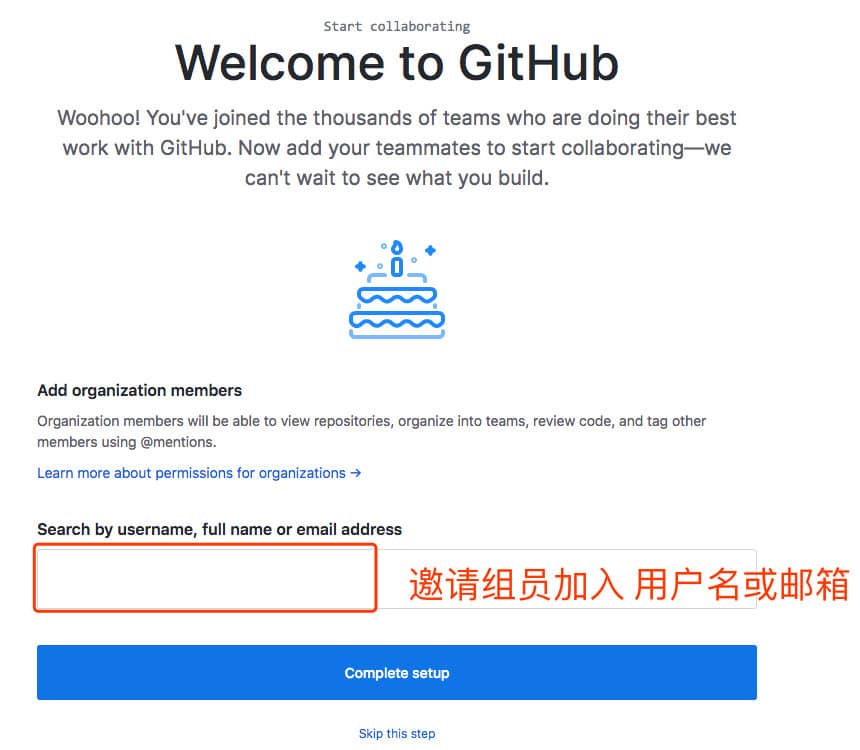 Start collaborating
Welcome to GitHub
Woohoo! You've joined the thousands of teams who are doing their best
work with GitHub. Now add your teammates to start collaborating—we
can't wait to see what you build.
Add organization members
Organization members will be able to view repositories, organize into teams, review code, and tag other
members using @mentions.
Learn more about permissions for organizations →
Search by username, full name or email address
邀请组员加入 用户名或邮箱
Complete setup
Skip this step